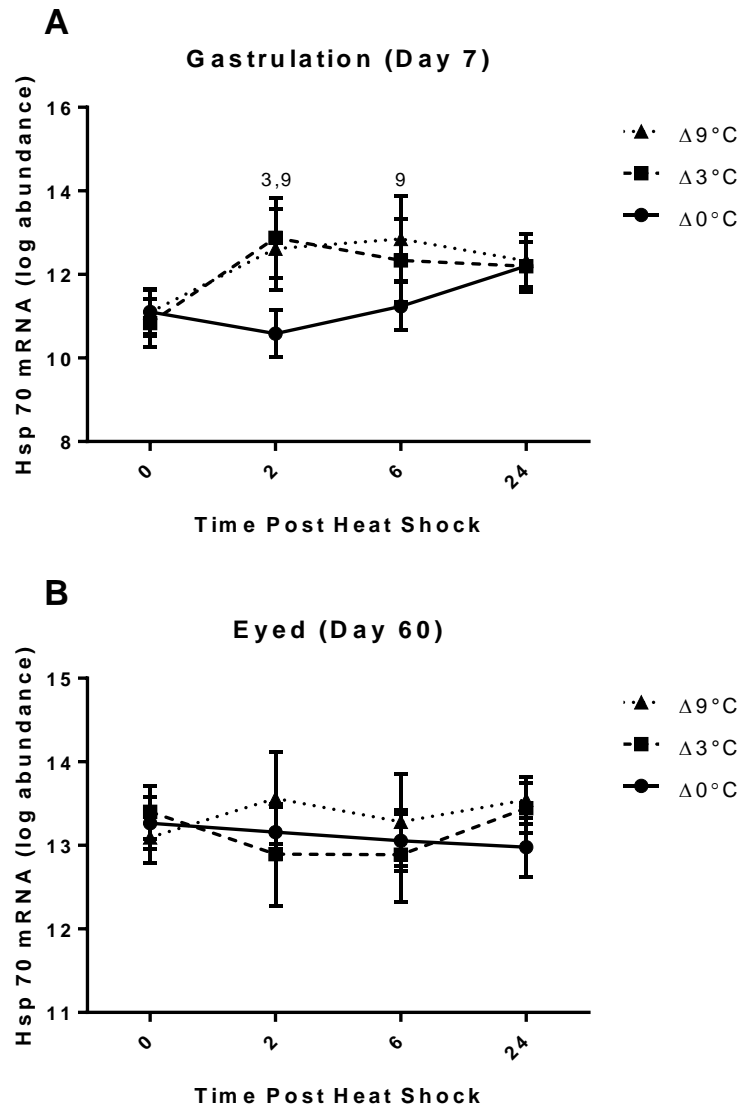 A
Gastrulation (Day 7)
Hsp 70 mRNA (log abundance)
16
14
12
10
8
3,9
9
0
2
6
24
Time Post Heat Shock
Δ9°C
Δ3°C
Δ0°C
B
Eyed (Day 60)
Hsp 70 mRNA (log abundance)
15
14
13
12
11
0
2
6
24
Time Post Heat Shock
Δ9°C
Δ3°C
Δ0°C